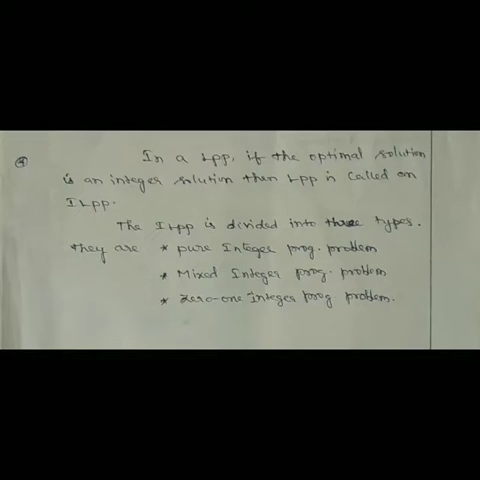 ④ In a LPP, if the optimal solution
is an integer solution then LPP is called an
ILPP.
The ILPP is divided into three types.
They are * pure Integer prog. problem
* Mixed Integer prog. problem
* Zero-one Integer prog. problem.